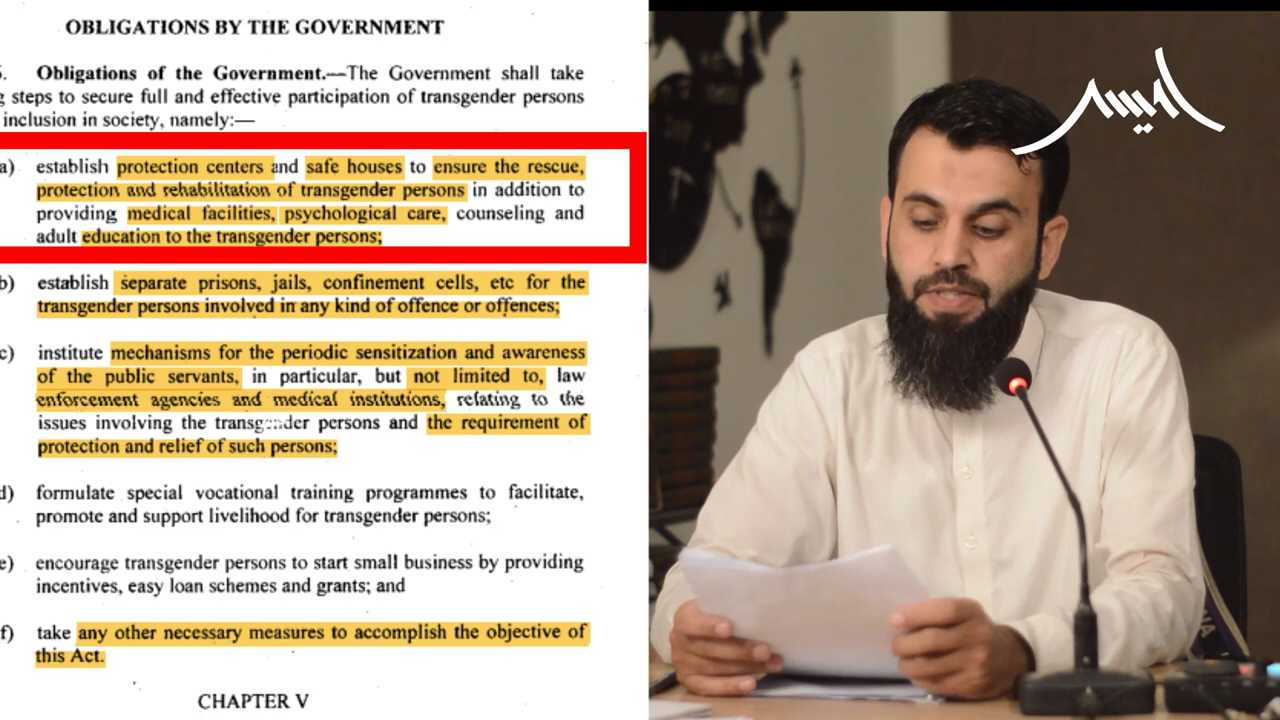 OBLIGATIONS BY THE GOVERNMENT
Obligations of the Government.—The Government shall take
steps to secure full and effective participation of transgender persons
inclusion in society, namely:—
a) establish protection centers and safe houses to ensure the rescue,
protection and rehabilitation of transgender persons in addition to
providing medical facilities, psychological care, counseling and
adult education to the transgender persons;
b) establish separate prisons, jails, confinement cells, etc for the
transgender persons involved in any kind of offence or offences;
c) institute mechanisms for the periodic sensitization and awareness
of the public servants, in particular, but not limited to, law
enforcement agencies and medical institutions, relating to the
issues involving the transgender persons and the requirement of
protection and relief of such persons;
d) formulate special vocational training programmes to facilitate,
promote and support livelihood for transgender persons;
e) encourage transgender persons to start small business by providing
incentives, easy loan schemes and grants; and
f) take any other necessary measures to accomplish the objective of
this Act.
CHAPTER V